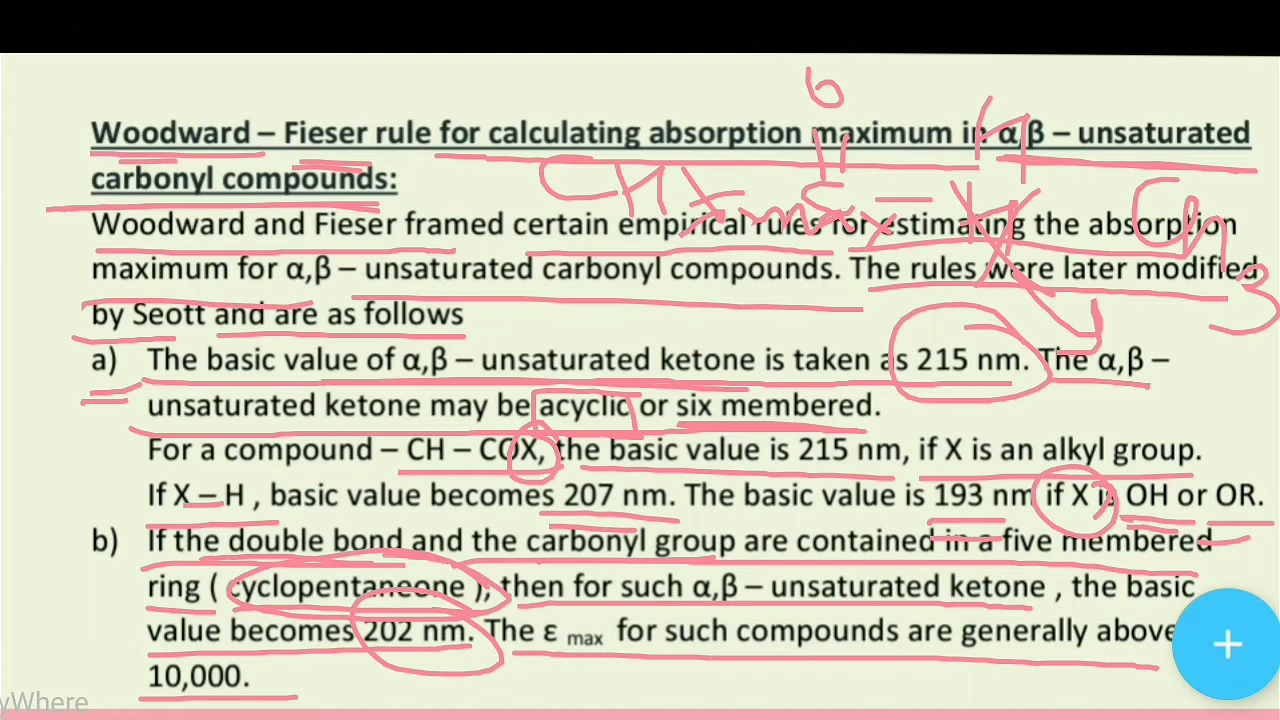 Woodward – Fieser rule for calculating absorption maximum in α,β – unsaturated
carbonyl compounds:
Woodward and Fieser framed certain empirical rules for estimating the absorption
maximum for α,β – unsaturated carbonyl compounds. The rules were later modified
by Seott and are as follows
a) The basic value of α,β – unsaturated ketone is taken as 215 nm. The α,β –
unsaturated ketone may be acyclic or six membered.
For a compound – CH – COX, the basic value is 215 nm, if X is an alkyl group.
If X – H , basic value becomes 207 nm. The basic value is 193 nm if X is OH or OR.
b) If the double bond and the carbonyl group are contained in a five membered
ring ( cyclopentaneone ), then for such α,β – unsaturated ketone , the basic
value becomes 202 nm. The ε max for such compounds are generally above
10,000.
yWhere